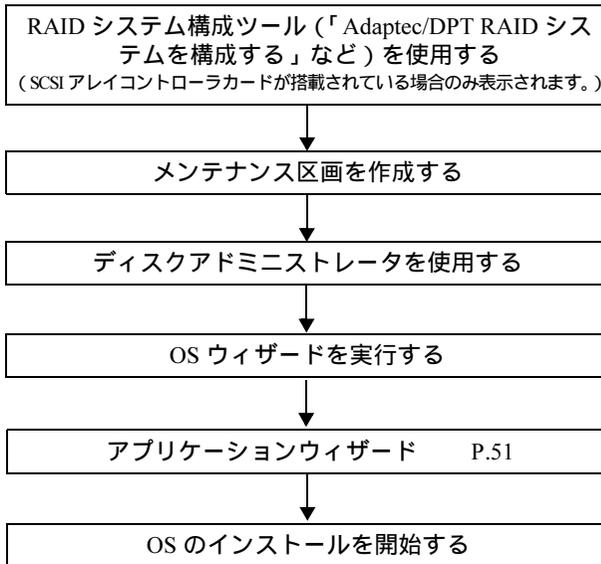 RAID システム構成ツール (「 Adaptec/DPT RAID シス
テムを構成する 」など ) を使用する
( SCSI アレイコントローラカードが搭載されている場合のみ表示されます。)
メンテナンス区画を作成する
ディスクアドミニストレータを使用する
OS ウィザードを実行する
アプリケーションウィザード P.51
OS のインストールを開始する